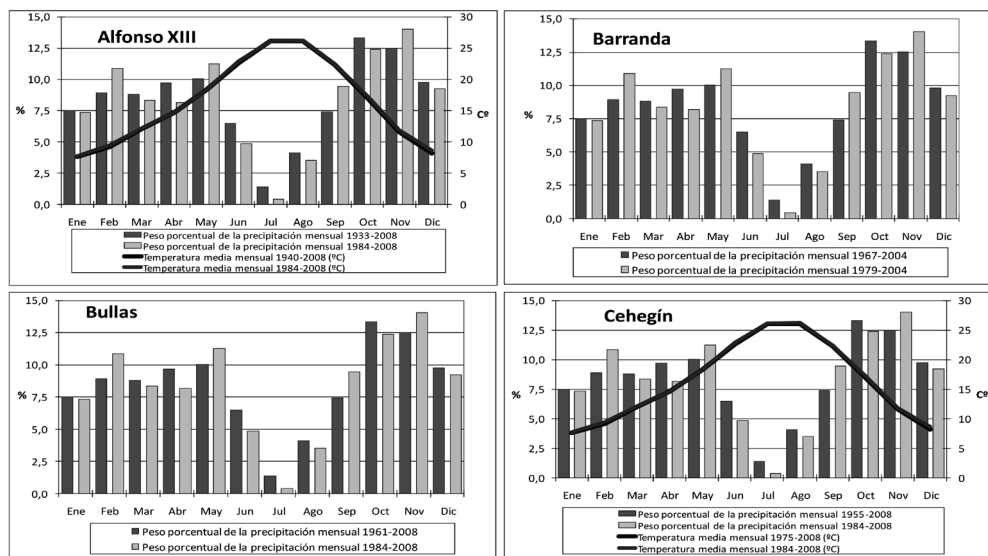 Alfonso XIII
15,0
12,5
10,0
7,5
5,0
2,5
0,0
%
30
25
20
15
10
5
0
Cº
Ene Feb Mar Abr May Jun Jul Ago Sep Oct Nov Dic
Peso porcentual de la precipitación mensual 1933-2008
Peso porcentual de la precipitación mensual 1984-2008
Temperatura media mensual 1940-2008 (ºC)
Temperatura media mensual 1984-2008 (ºC)
Barranda
15,0
12,5
10,0
7,5
5,0
2,5
0,0
%
Ene Feb Mar Abr May Jun Jul Ago Sep Oct Nov Dic
Peso porcentual de la precipitación mensual 1967-2004
Peso porcentual de la precipitación mensual 1979-2004
Bullas
15,0
12,5
10,0
7,5
5,0
2,5
0,0
%
Ene Feb Mar Abr May Jun Jul Ago Sep Oct Nov Dic
Peso porcentual de la precipitación mensual 1961-2008
Peso porcentual de la precipitación mensual 1984-2008
Cehegín
15,0
12,5
10,0
7,5
5,0
2,5
0,0
%
30
25
20
15
10
5
0
Cº
Ene Feb Mar Abr May Jun Jul Ago Sep Oct Nov Dic
Peso porcentual de la precipitación mensual 1955-2008
Peso porcentual de la precipitación mensual 1984-2008
Temperatura media mensual 1975-2008 (ºC)
Temperatura media mensual 1984-2008 (ºC)